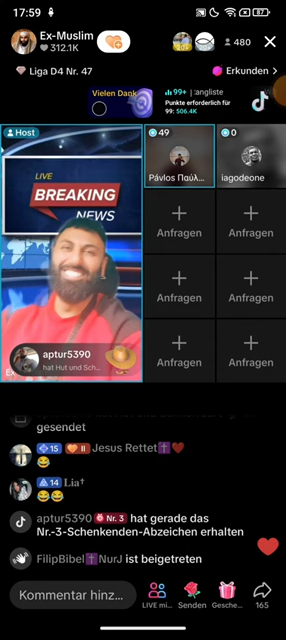 17:59
87
Ex-Muslim
312.1K
480
Liga D4 Nr. 47
Erkunden
Vielen Dank
99+
angliste
Punkte erforderlich für
99: 506.4K
Host
49
0
LIVE
BREAKING
NEWS
Pávlos Παύλ...
iagodeone
Anfragen
Anfragen
Anfragen
Anfragen
Anfragen
Anfragen
aptur5390
hat Hut und Sch...
gesendet
15 II Jesus Rettet✝️❤️
😂
14 Lia†
😂😂
aptur5390 Nr. 3 hat gerade das
Nr.-3-Schenkenden-Abzeichen erhalten
FilipBibel✝️NurJ ist beigetreten
Kommentar hinz...
LIVE mi...
Senden
Gesche...
165